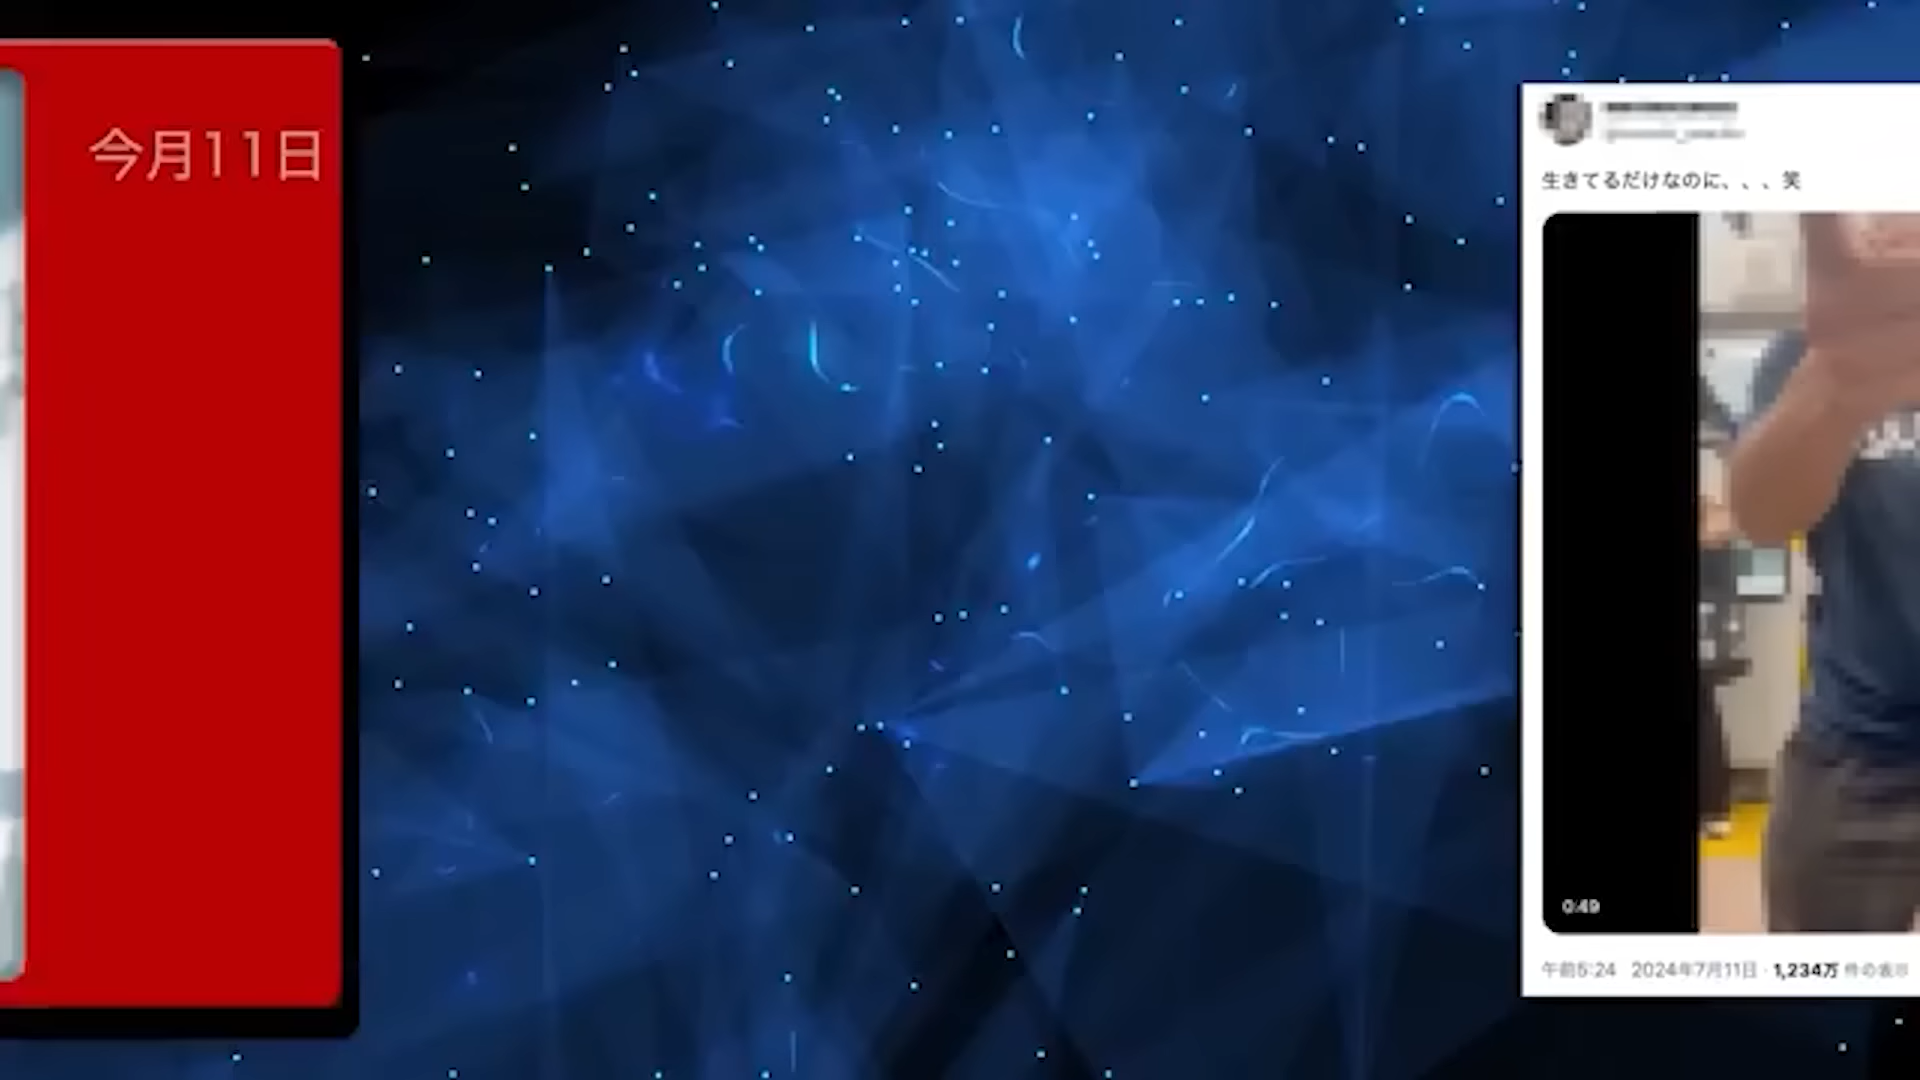 今月11日
生きてるだけなのに、、、笑
0:49
午前5:24 2024年7月11日 · 1,234万 件の表示